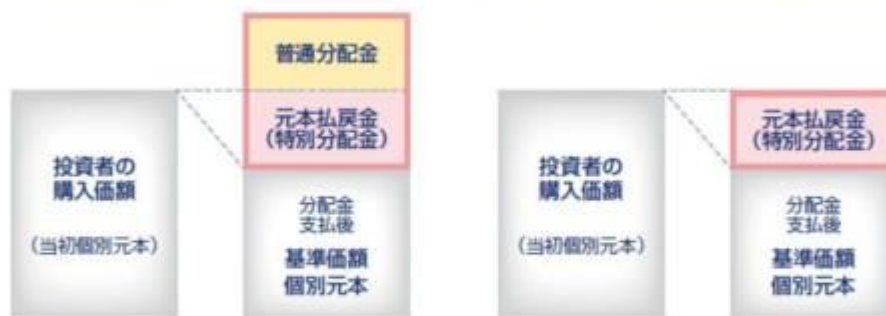 普通分配金
元本払戻金
(特別分配金)
投資者の
購入価額
(当初個別元本)
分配金
支払後
基準価額
個別元本
元本払戻金
(特別分配金)
投資者の
購入価額
(当初個別元本)
分配金
支払後
基準価額
個別元本